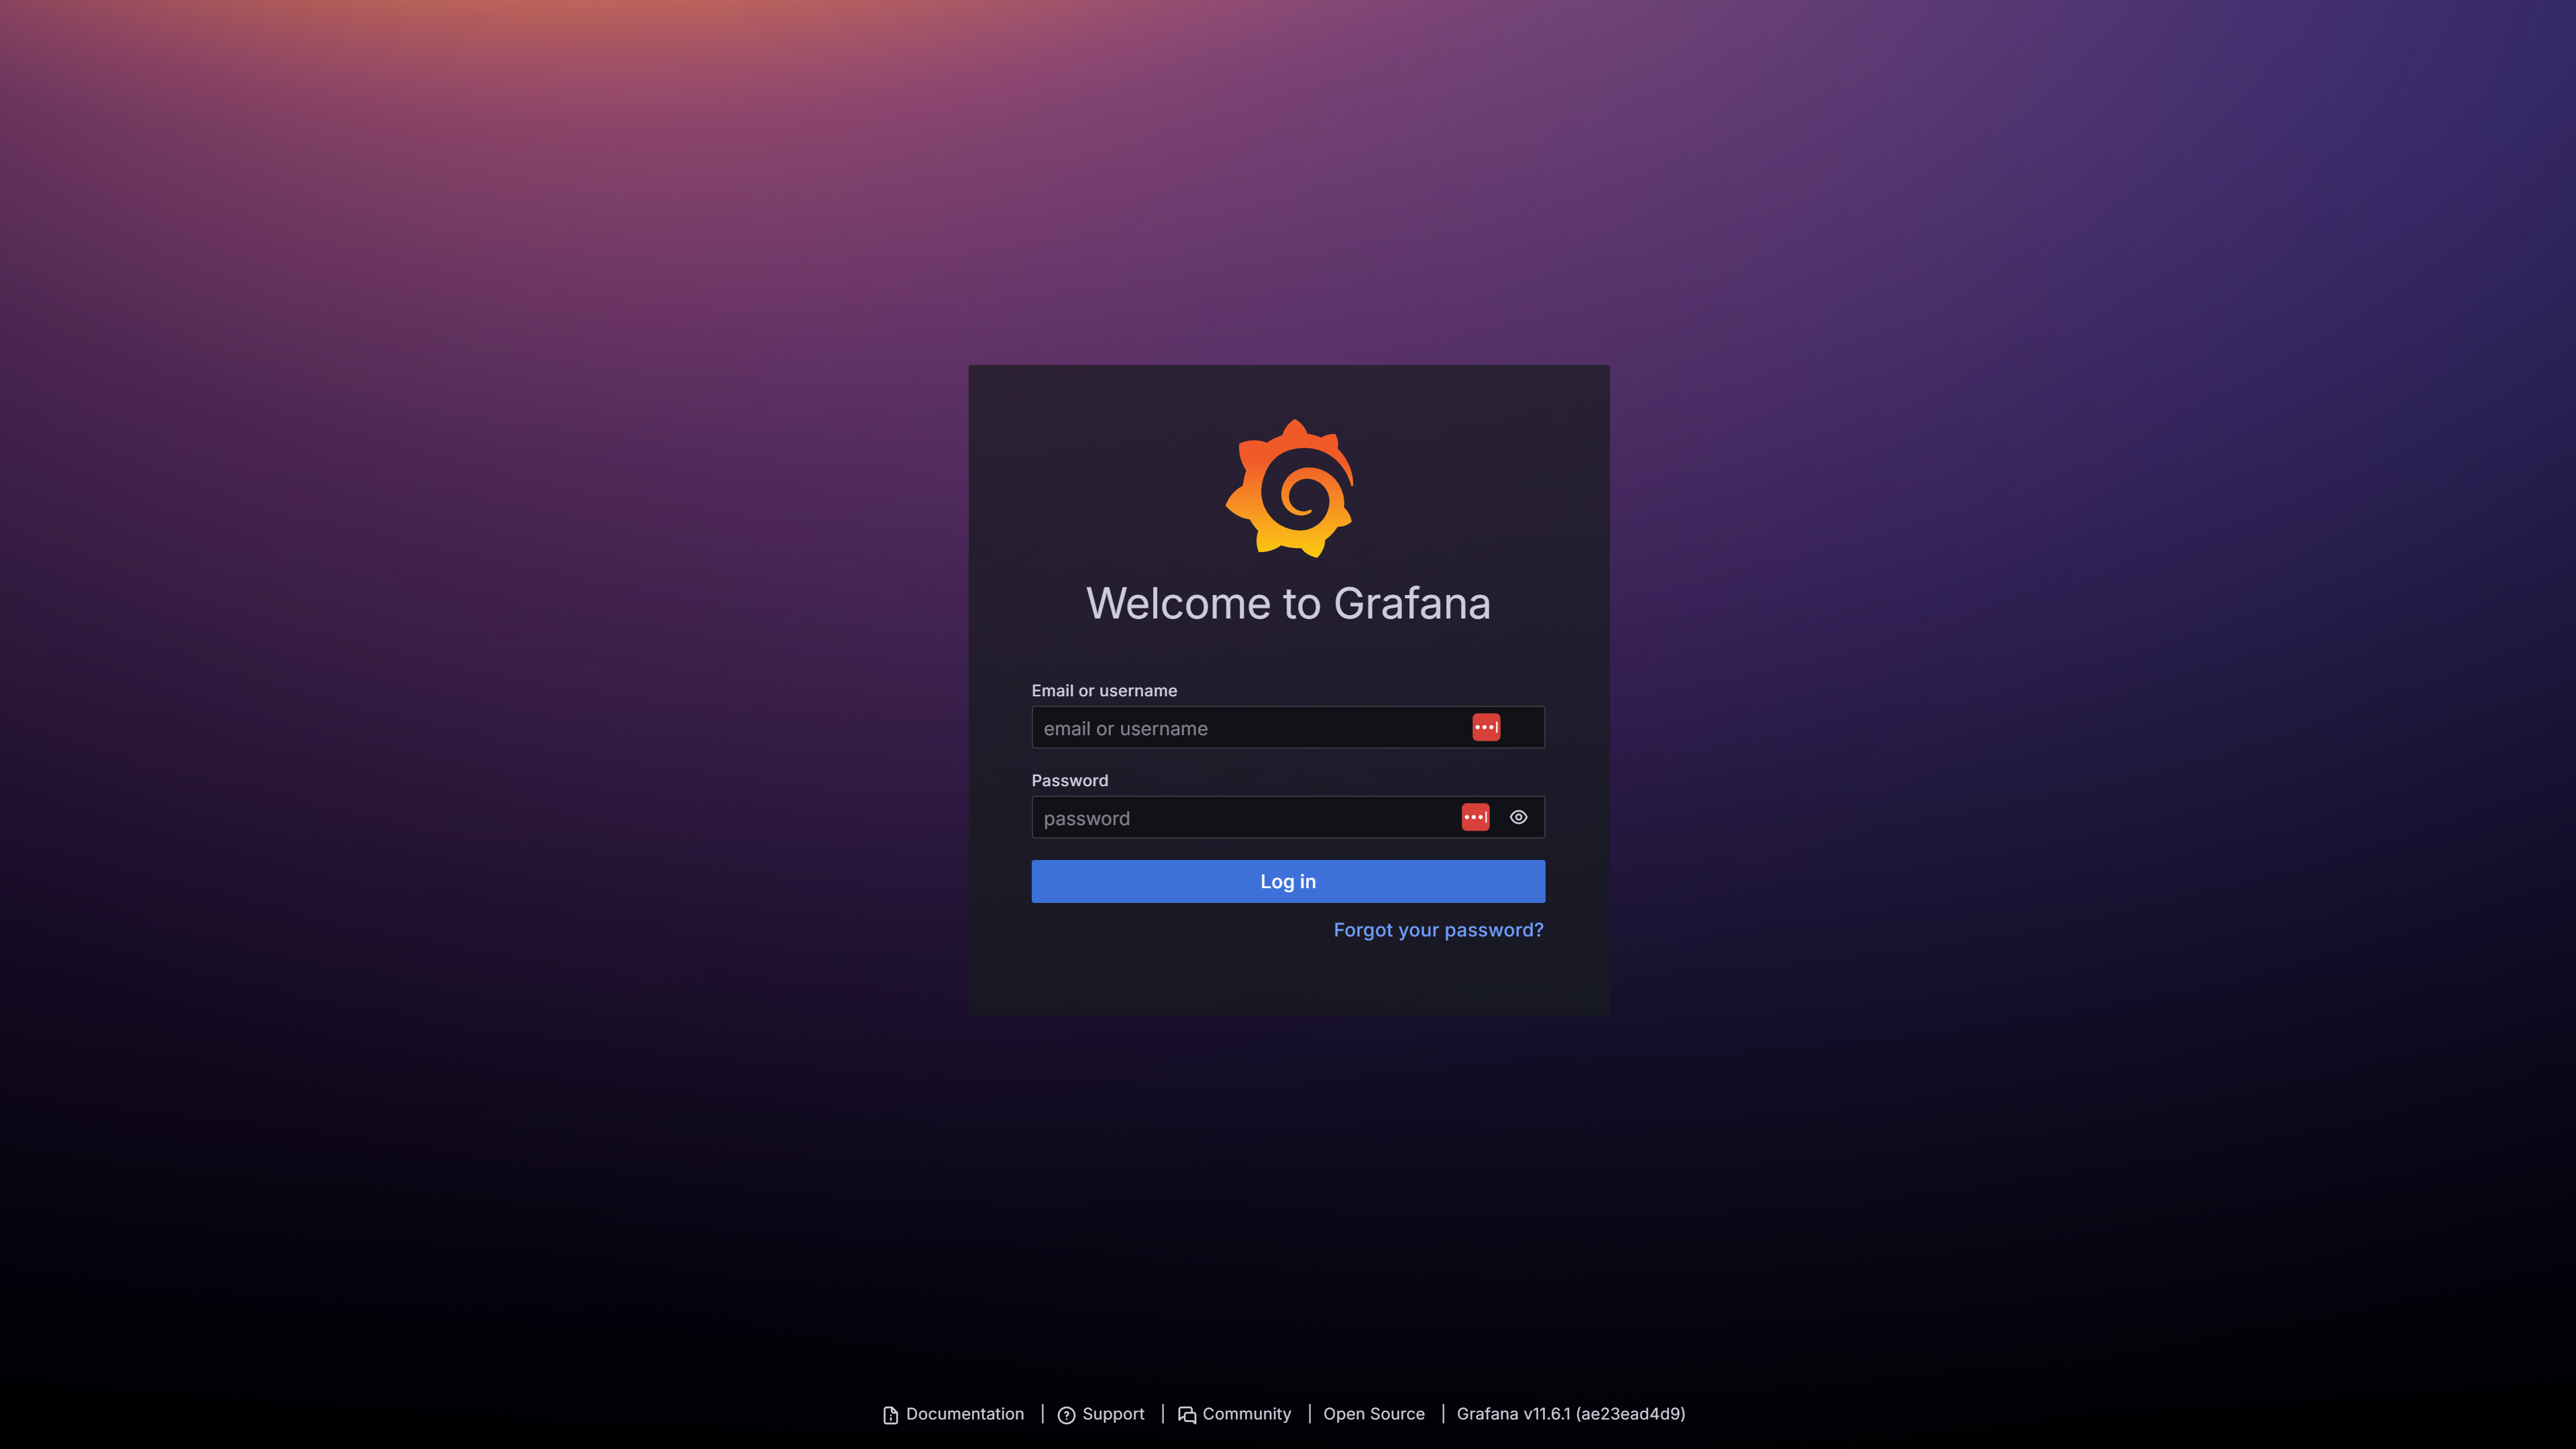 Welcome to Grafana
Email or username
email or username
Password
password
Log in
Forgot your password?
Documentation | Support | Community | Open Source | Grafana v11.6.1 (ae23ead4d9)